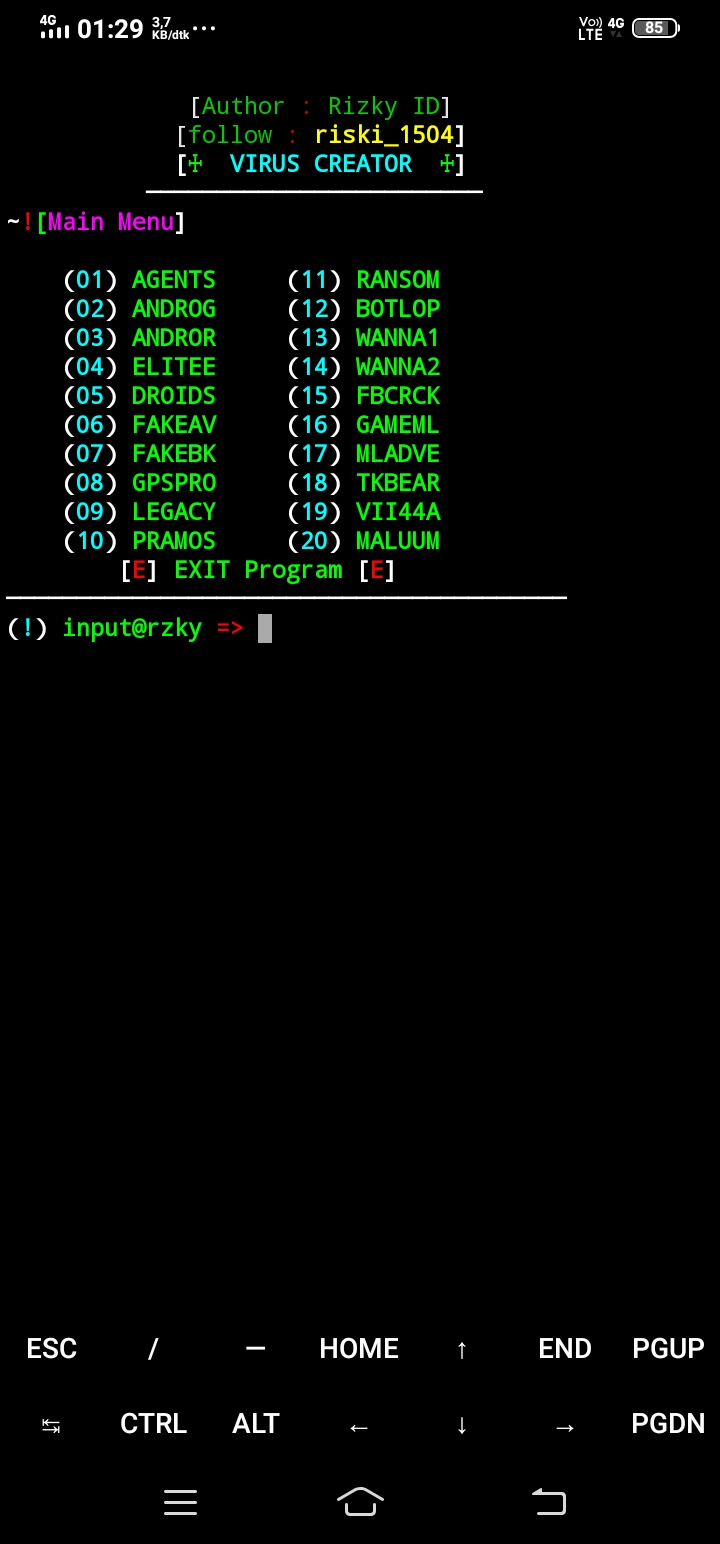 4G 01:29 3,7 KB/dtk ··· Vo)) LTE 4G 85
[Author : Rizky ID]
[follow : riski_1504]
[☩ VIRUS CREATOR ☩]
~![Main Menu]
(01) AGENTS (11) RANSOM
(02) ANDROG (12) BOTLOP
(03) ANDROR (13) WANNA1
(04) ELITEE (14) WANNA2
(05) DROIDS (15) FBCRCK
(06) FAKEAV (16) GAMEML
(07) FAKEBK (17) MLADVE
(08) GPSPRO (18) TKBEAR
(09) LEGACY (19) VII44A
(10) PRAMOS (20) MALUUM
[E] EXIT Program [E]
(!) input@rzky =>
ESC / — HOME ↑ END PGUP
↹ CTRL ALT ← ↓ → PGDN